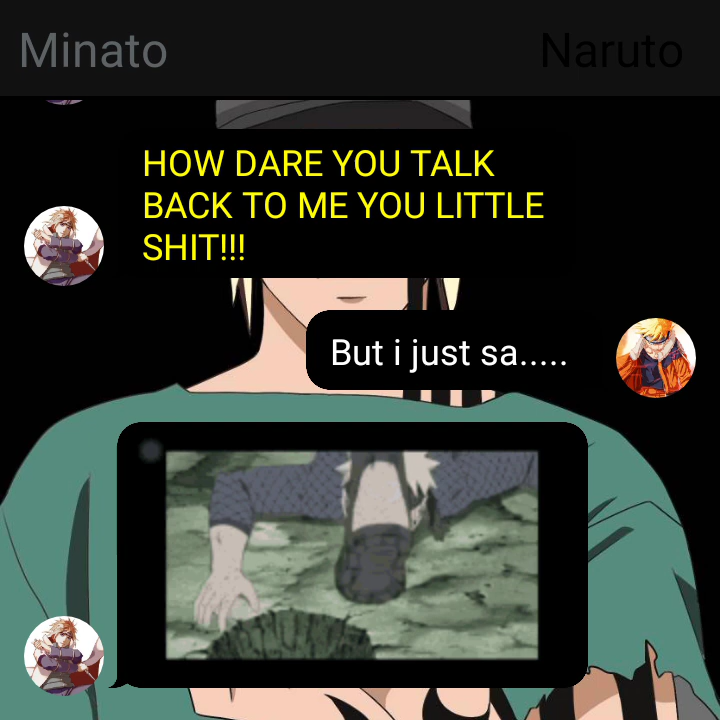 Minato
Naruto
HOW DARE YOU TALK
BACK TO ME YOU LITTLE
SHIT!!!
But i just sa.....